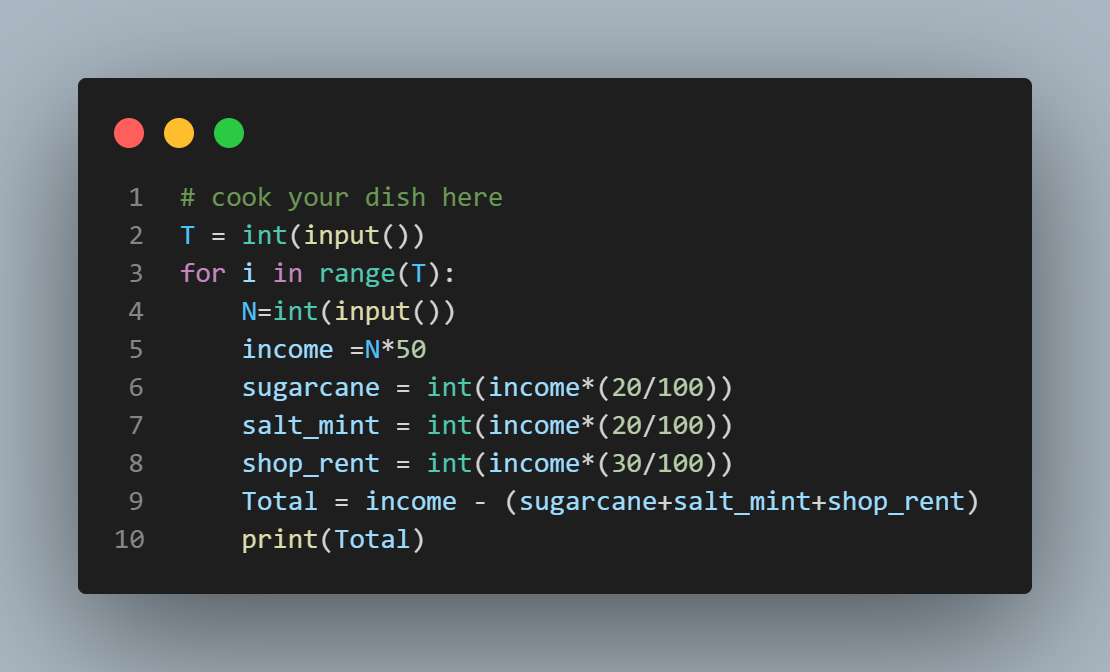 1 # cook your dish here
2 T = int(input())
3 for i in range(T):
4     N=int(input())
5     income =N*50
6     sugarcane = int(income*(20/100))
7     salt_mint = int(income*(20/100))
8     shop_rent = int(income*(30/100))
9     Total = income - (sugarcane+salt_mint+shop_rent)
10     print(Total)